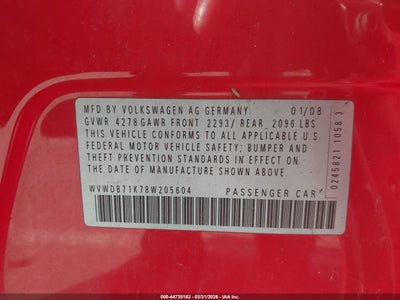 MFD BY VOLKSWAGEN AG GERMANY 01/08
GVWR 4278 GAWR FRONT 2293/ REAR 2096 LBS
THIS VEHICLE CONFORMS TO ALL APPLICABLE U.S.
FEDERAL MOTOR VEHICLE SAFETY; BUMPER AND
THEFT PREVENTION STANDARDS IN EFFECT ON
THE DATE OF MANUFACTURE SHOWN ABOVE.
WVWDB71K78W205604 PASSENGER CAR
0245821 1058 3
000-44735163 - 03/31/2026 - IAA Inc.